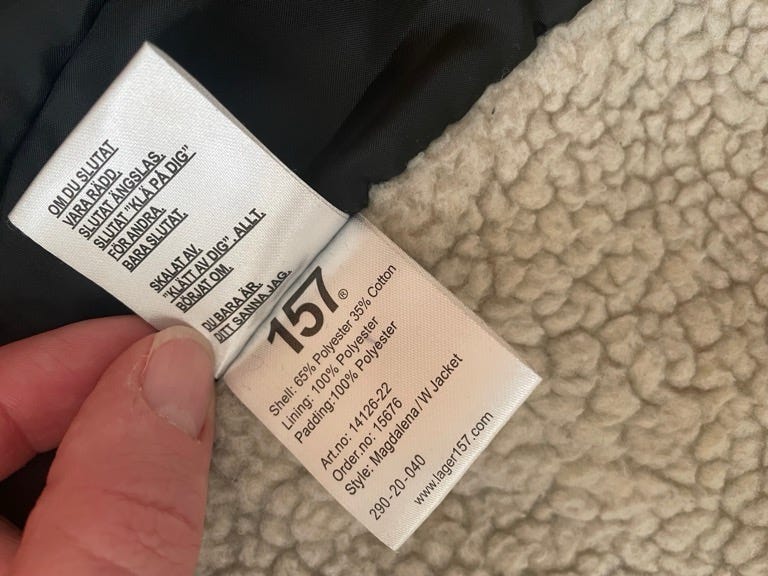 OM DU SLUTAT
VARA RÄDD.
SLUTAT ÄNGSLAS.
SLUTAT "KLÄ PÅ DIG"
FÖR ANDRA.
BARA SLUTAT.
SKALAT AV.
"KLÄTT AV DIG". ALLT.
BÖRJAT OM.
DU BARA ÄR.
DITT SANNA JAG.
157®
Shell: 65% Polyester 35% Cotton
Lining: 100% Polyester
Padding:100% Polyester
Art.no: 14126-22
Order.no: 15676
Style: Magdalena / W Jacket
290-20-040
www.lager157.com